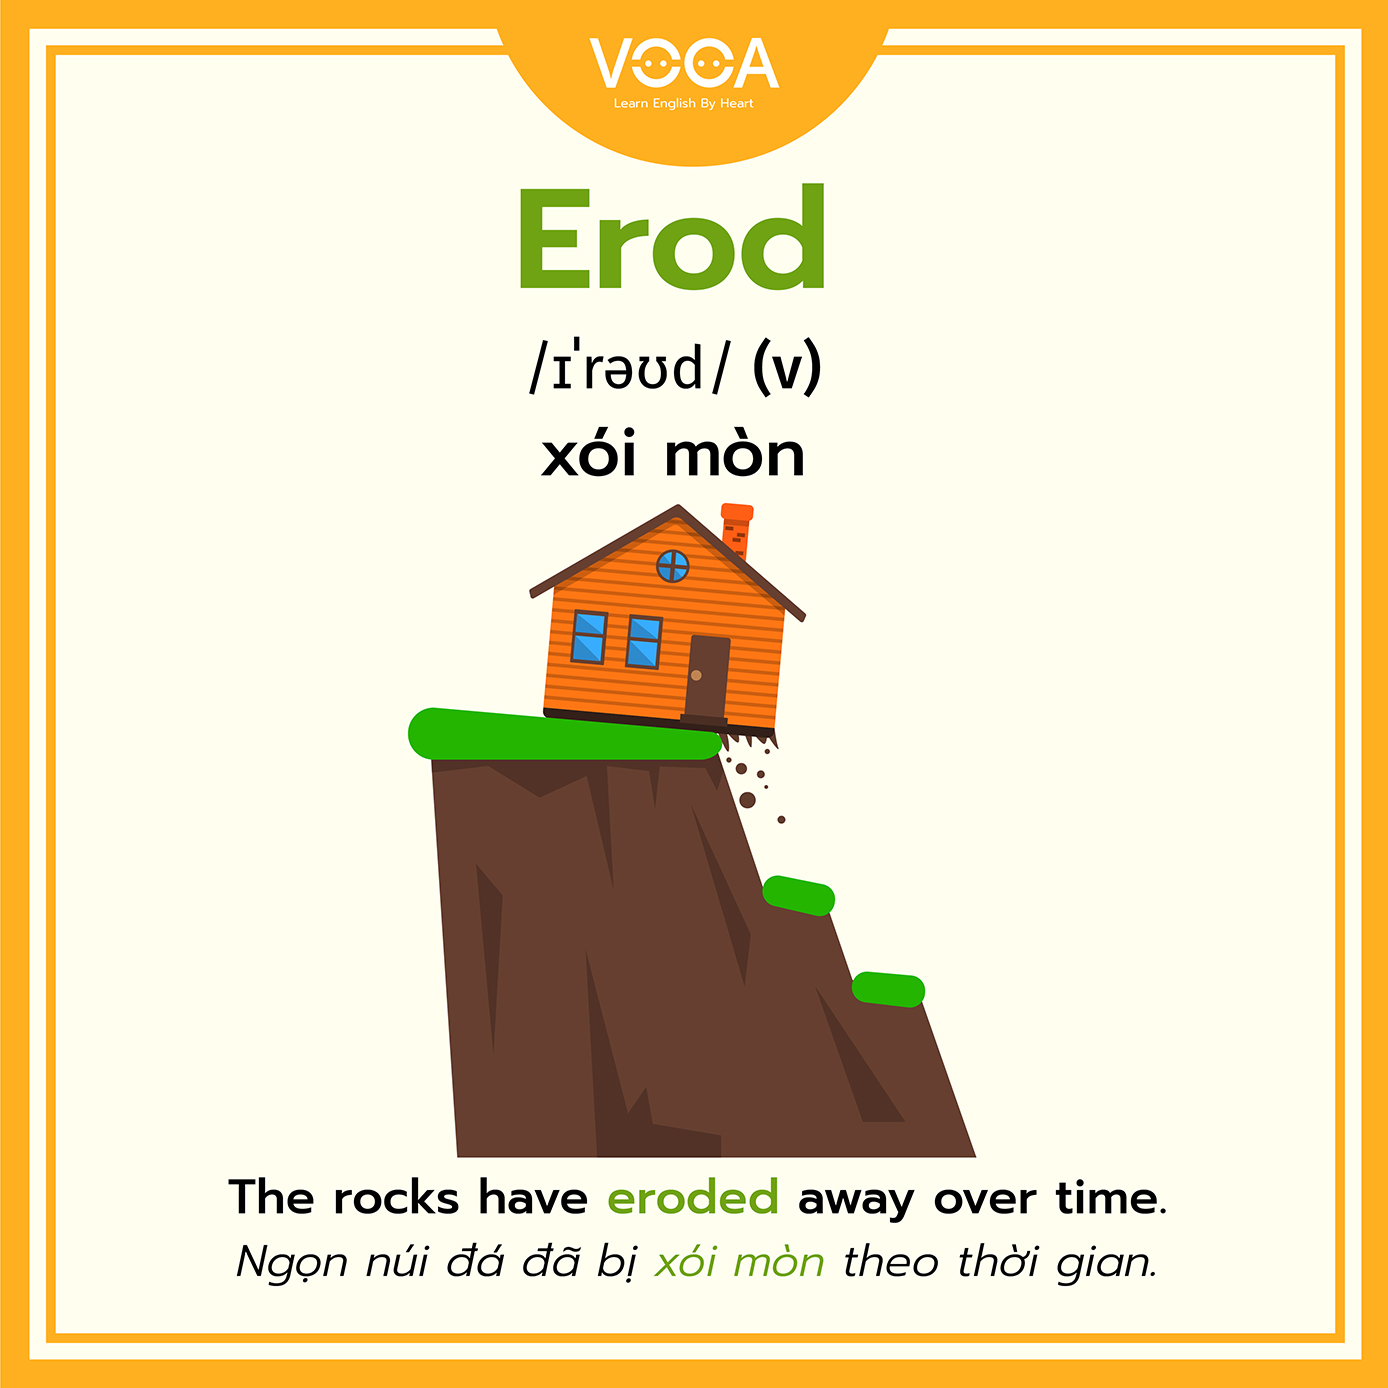 VOCA
Learn English By Heart
Erod
/ɪˈrəʊd/ (v)
xói mòn
The rocks have eroded away over time.
Ngọn núi đá đã bị xói mòn theo thời gian.